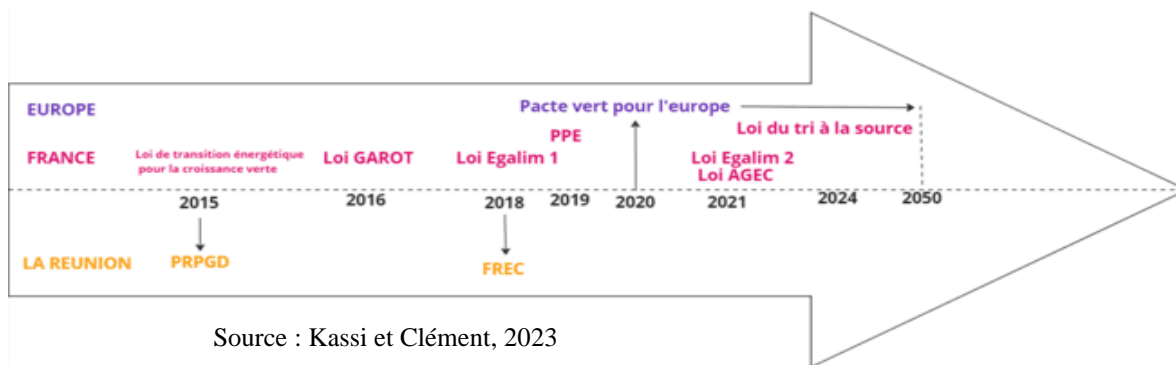 EUROPE
Pacte vert pour l'europe
Loi du tri à la source
PPE
FRANCE
Loi de transition énergétique
pour la croissance verte
Loi GAROT
Loi Egalim 1
Loi Egalim 2
Loi AGEC
2015
2016
2018
2019
2020
2021
2024
2050
LA REUNION
PRPGD
FREC
Source : Kassi et Clément, 2023